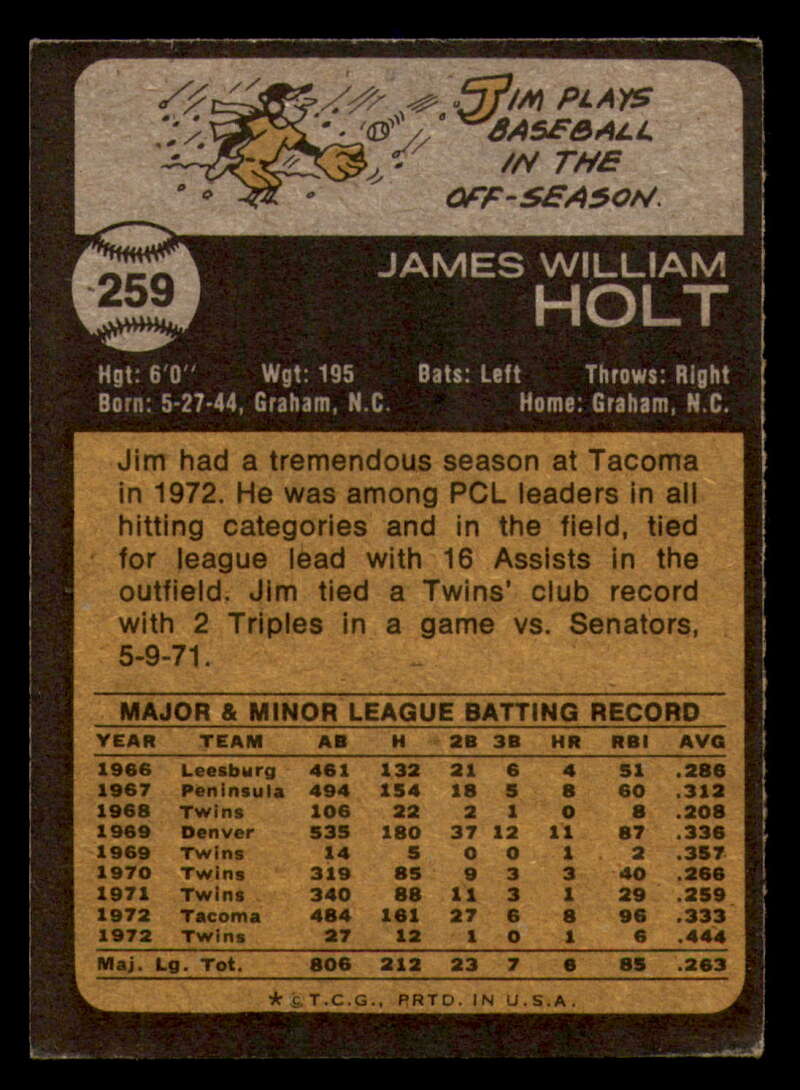 JIM PLAYS
BASEBALL
IN THE
OFF-SEASON.
259
JAMES WILLIAM
HOLT
Hgt: 6'0" Wgt: 195 Bats: Left Throws: Right
Born: 5-27-44, Graham, N.C. Home: Graham, N.C.
Jim had a tremendous season at Tacoma
in 1972. He was among PCL leaders in all
hitting categories and in the field, tied
for league lead with 16 Assists in the
outfield. Jim tied a Twins' club record
with 2 Triples in a game vs. Senators,
5-9-71.
MAJOR & MINOR LEAGUE BATTING RECORD
YEAR TEAM AB H 2B 3B HR RBI AVG
1966 Leesburg 461 132 21 6 4 51 .286
1967 Peninsula 494 154 18 5 8 60 .312
1968 Twins 106 22 2 1 0 8 .208
1969 Denver 535 180 37 12 11 87 .336
1969 Twins 14 5 0 0 1 2 .357
1970 Twins 319 85 9 3 3 40 .266
1971 Twins 340 88 11 3 1 29 .259
1972 Tacoma 484 161 27 6 8 96 .333
1972 Twins 27 12 1 0 1 6 .444
Maj. Lg. Tot. 806 212 23 7 6 85 .263
* © T.C.G., PRTD. IN U.S.A.